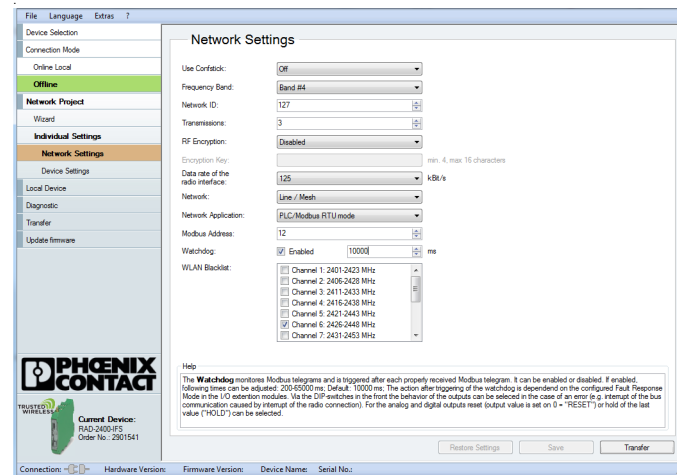 File Language Extras ?
Device Selection
Connection Mode
Online Local
Offline
Network Project
Wizard
Individual Settings
Network Settings
Device Settings
Local Device
Diagnostic
Transfer
Update firmware
PHŒNIX
CONTACT
TRUSTED
WIRELESS
Current Device:
RAD-2400-IFS
Order No.: 2901541
Network Settings
Use Confstick: Off
Frequency Band: Band #4
Network ID: 127
Transmissions: 3
RF Encryption: Disabled
Encryption Key: min. 4, max 16 characters
Data rate of the
radio interface: 125 kBit/s
Network: Line / Mesh
Network Application: PLC/Modbus RTU mode
Modbus Address: 12
Watchdog: Enabled 10000 ms
WLAN Blacklist: Channel 1: 2401-2423 MHz
Channel 2: 2406-2428 MHz
Channel 3: 2411-2433 MHz
Channel 4: 2416-2438 MHz
Channel 5: 2421-2443 MHz
Channel 6: 2426-2448 MHz
Channel 7: 2431-2453 MHz
Help
The Watchdog monitores Modbus telegrams and is triggered after each properly received Modbus telegram. It can be enabled or disabled. If enabled,
following times can be adjusted: 200-65000 ms; Default: 10000 ms; The action after triggering of the watchdog is dependend on the configured Fault Response
Mode in the I/O extention modules. Via the DIP-switches in the front the behavior of the outputs can be seleced in the case of an error (e.g. interrupt of the bus
communication caused by interrupt of the radio connection). For the analog and digital outputs reset (output value is set on 0 = "RESET") or hold of the last
value ("HOLD") can be selected.
Restore Settings Save Transfer
Connection: Hardware Version: Firmware Version: Device Name: Serial No.: